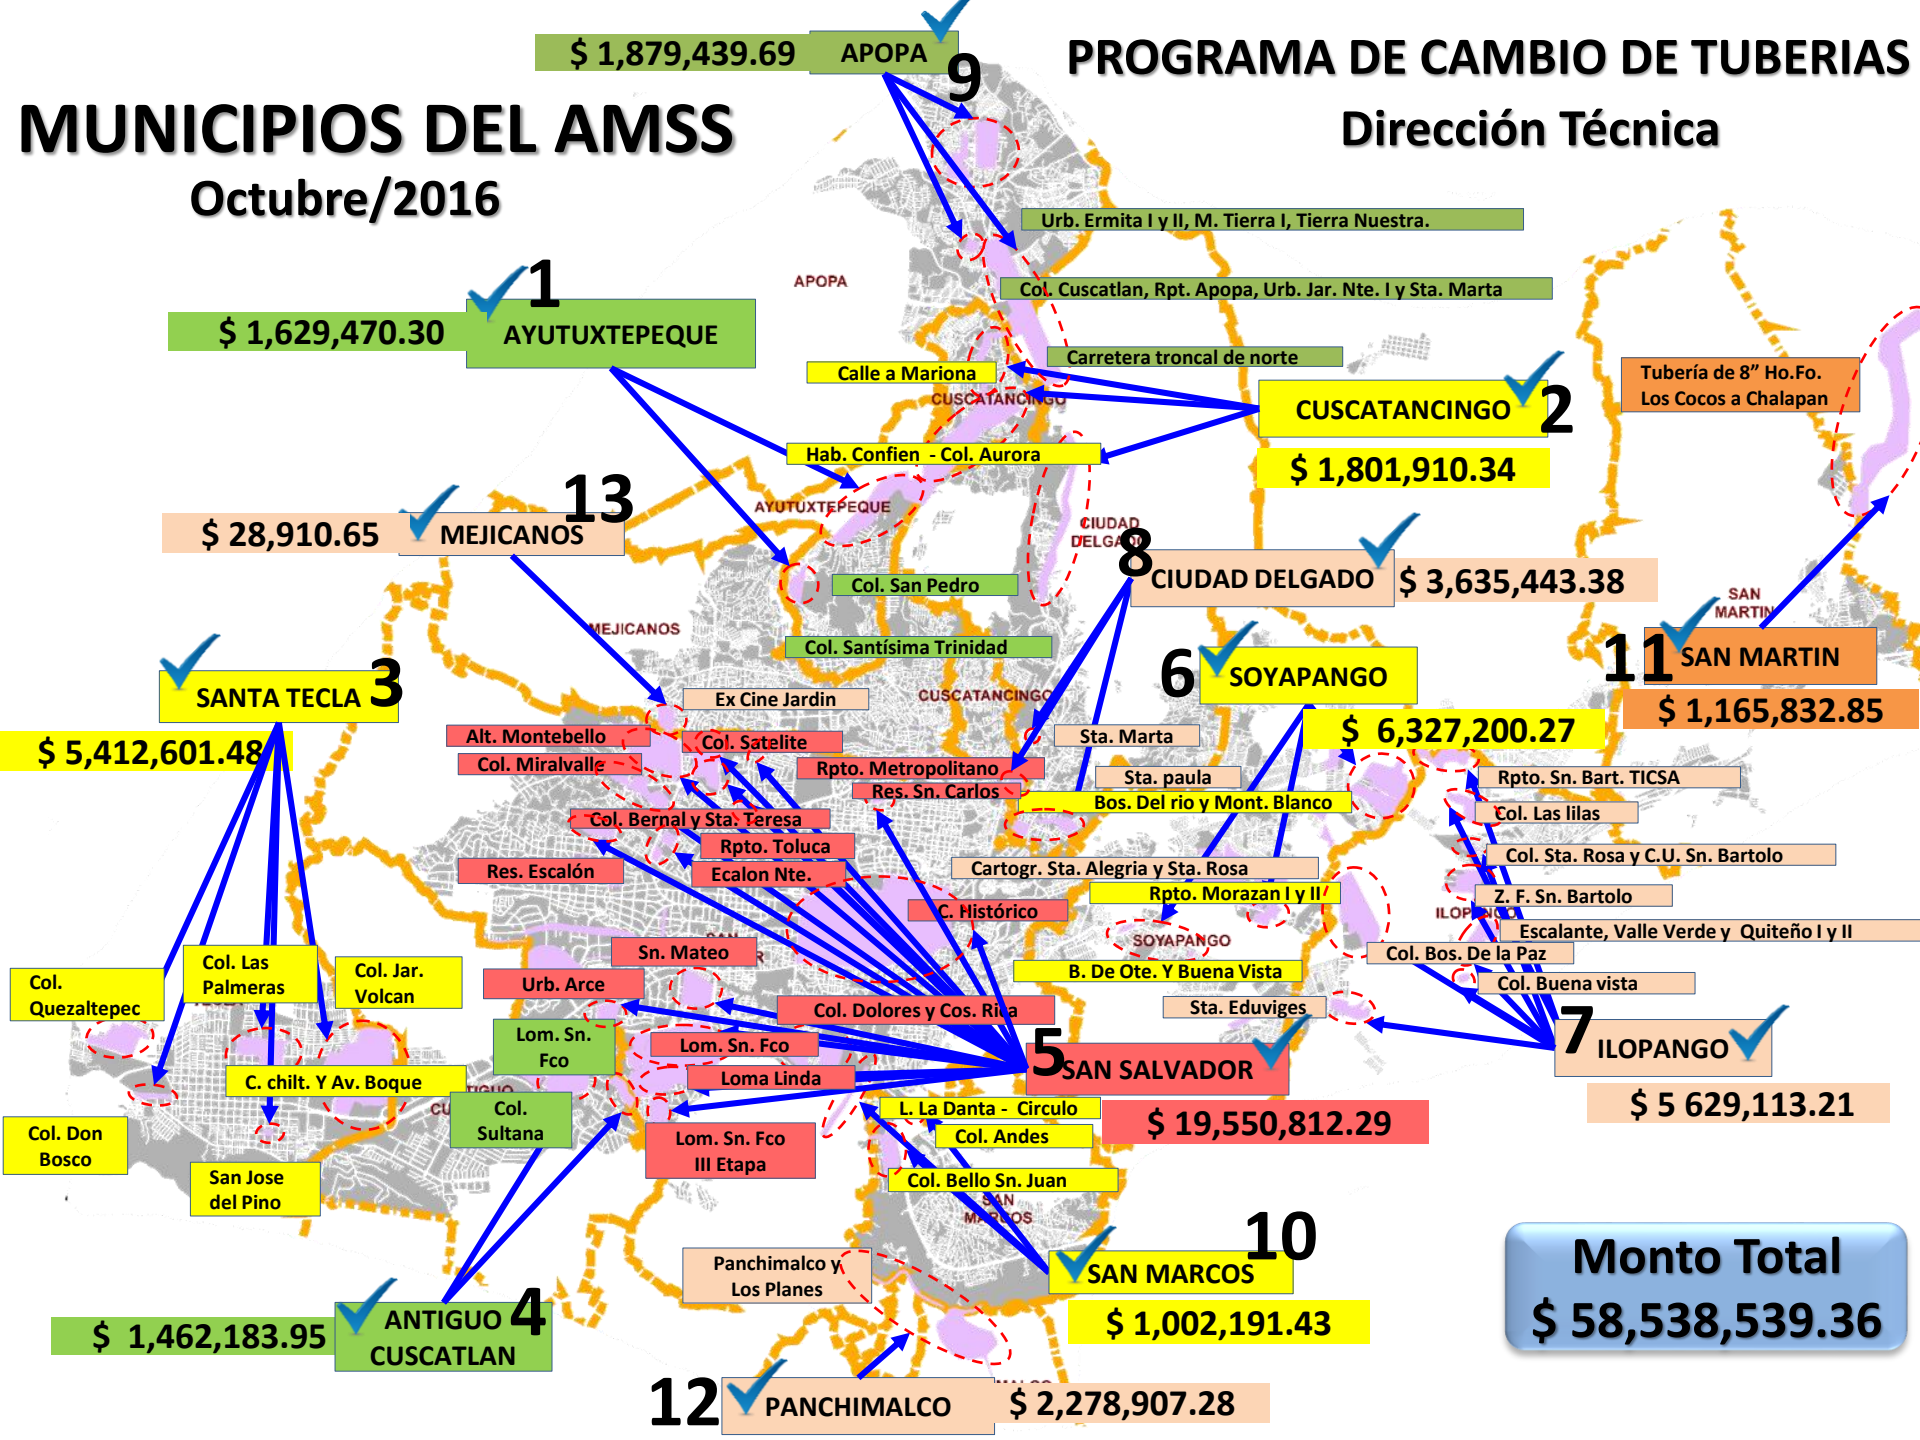 $ 1,879,439.69
APOPA
9
PROGRAMA DE CAMBIO DE TUBERIAS
Dirección Técnica
MUNICIPIOS DEL AMSS
Octubre/2016
Urb. Ermita I y II, M. Tierra I, Tierra Nuestra.
APOPA
Col. Cuscatlan, Rpt. Apopa, Urb. Jar. Nte. I y Sta. Marta
1
$ 1,629,470.30
AYUTUXTEPEQUE
Carretera troncal de norte
Calle a Mariona
CUSCATANCINGO
CUSCATANCINGO
2
$ 1,801,910.34
Tubería de 8” Ho.Fo.
Los Cocos a Chalapan
Hab. Confien - Col. Aurora
AYUTUXTEPEQUE
13
$ 28,910.65
MEJICANOS
CIUDAD
DELGADO
8
CIUDAD DELGADO
$ 3,635,443.38
Col. San Pedro
MEJICANOS
Col. Santísima Trinidad
SAN
MARTIN
11
SAN MARTIN
$ 1,165,832.85
3
SANTA TECLA
$ 5,412,601.48
6
SOYAPANGO
$ 6,327,200.27
CUSCATANCINGO
Ex Cine Jardin
Alt. Montebello
Col. Satelite
Col. Miralvalle
Sta. Marta
Rpto. Metropolitano
Sta. paula
Rpto. Sn. Bart. TICSA
Res. Sn. Carlos
Bos. Del rio y Mont. Blanco
Col. Las lilas
Col. Bernal y Sta. Teresa
Rpto. Toluca
Col. Sta. Rosa y C.U. Sn. Bartolo
Res. Escalón
Ecalon Nte.
Cartogr. Sta. Alegria y Sta. Rosa
Rpto. Morazan I y II
Z. F. Sn. Bartolo
C. Histórico
ILOPANGO
Escalante, Valle Verde y Quiteño I y II
SOYAPANGO
Sn. Mateo
Col. Bos. De la Paz
B. De Ote. Y Buena Vista
Col. Buena vista
Urb. Arce
Col. Dolores y Cos. Rica
Sta. Eduviges
Col.
Quezaltepec
Col. Las
Palmeras
Col. Jar.
Volcan
Lom. Sn.
Fco
Lom. Sn. Fco
5
SAN SALVADOR
$ 19,550,812.29
7
ILOPANGO
$ 5 629,113.21
C. chilt. Y Av. Boque
Loma Linda
Col.
Sultana
L. La Danta - Circulo
Col. Andes
Col. Don
Bosco
Lom. Sn. Fco
III Etapa
San Jose
del Pino
Col. Bello Sn. Juan
SAN
MARCOS
10
SAN MARCOS
$ 1,002,191.43
Panchimalco y
Los Planes
4
ANTIGUO
CUSCATLAN
$ 1,462,183.95
Monto Total
$ 58,538,539.36
12
PANCHIMALCO
$ 2,278,907.28